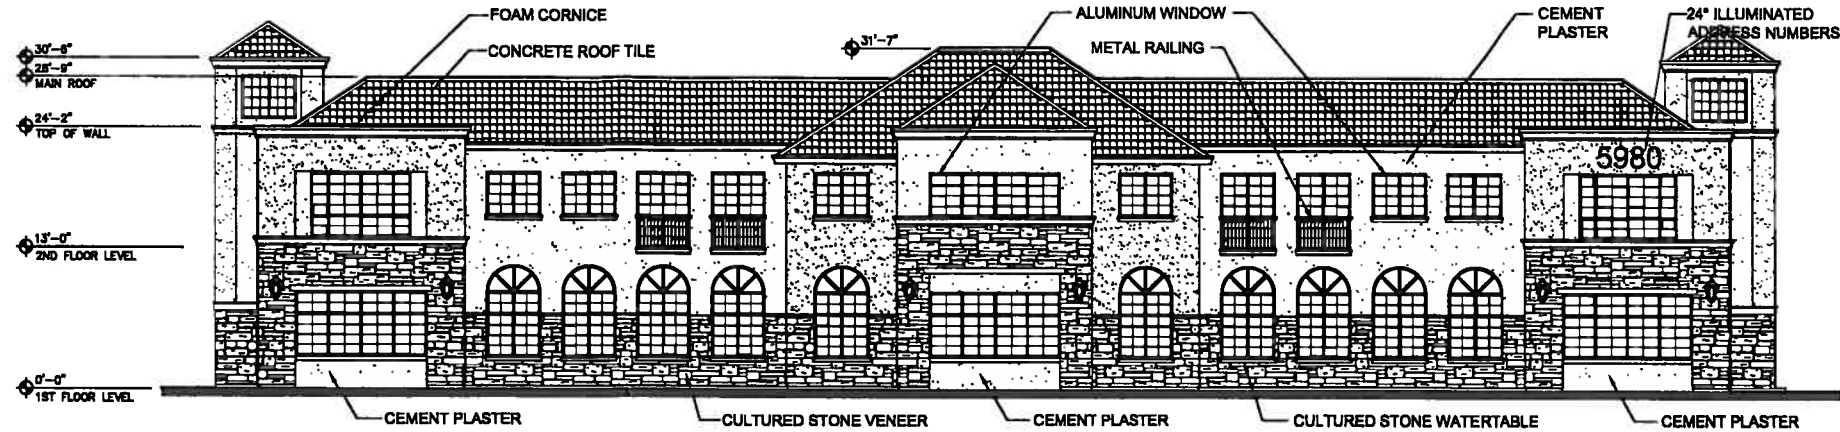 FOAM CORNICE
ALUMINUM WINDOW
CEMENT
PLASTER
24" ILLUMINATED
ADDRESS NUMBERS
30'-6"
31'-7"
CONCRETE ROOF TILE
METAL RAILING
28'-9"
MAIN ROOF
24'-2"
TOP OF WALL
5980
13'-0"
2ND FLOOR LEVEL
0'-0"
1ST FLOOR LEVEL
CEMENT PLASTER
CULTURED STONE VENEER
CEMENT PLASTER
CULTURED STONE WATERTABLE
CEMENT PLASTER